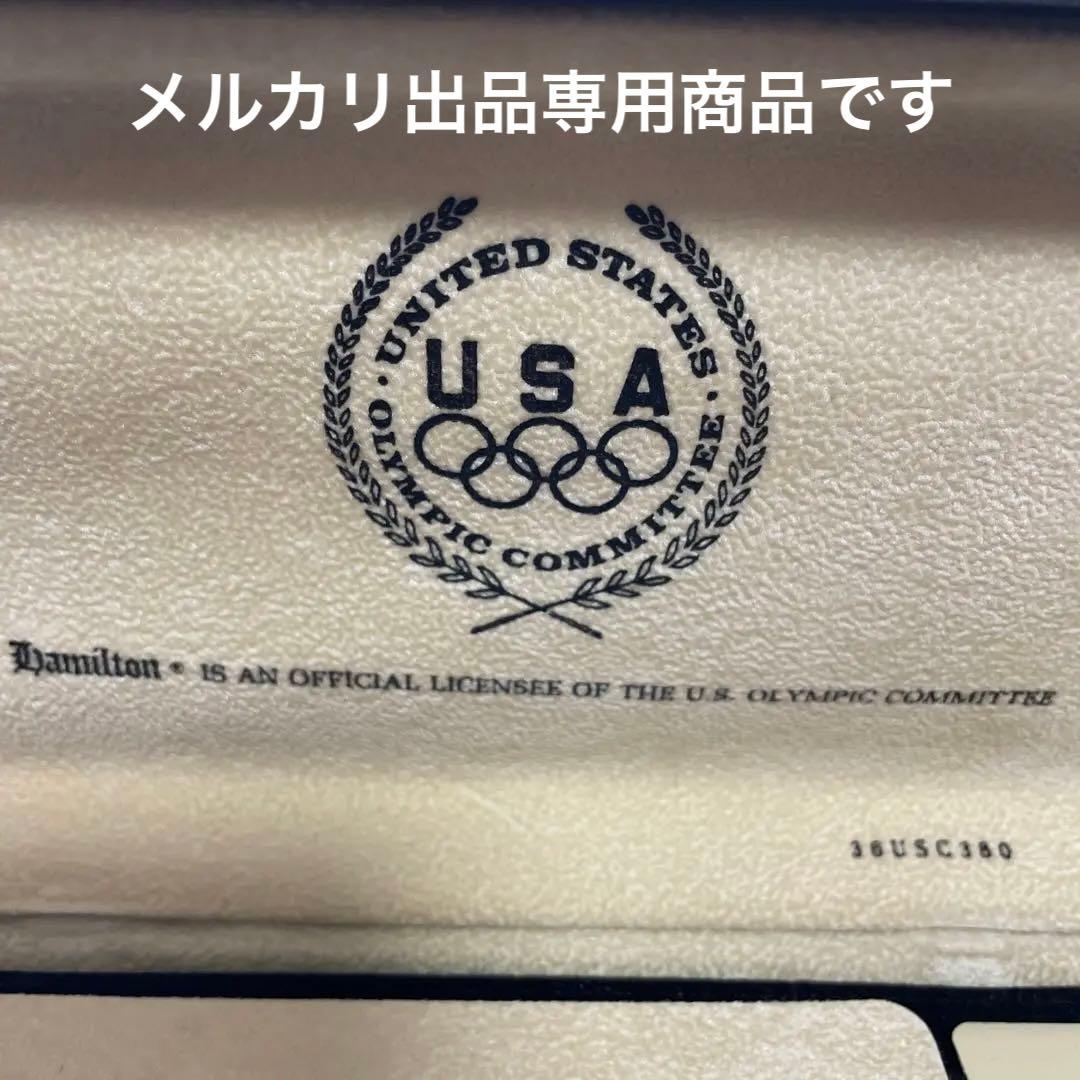 メルカリ出品専用商品です
· UNITED STATES ·
USA
OLYMPIC COMMITTEE
Hamilton ® IS AN OFFICIAL LICENSEE OF THE U.S. OLYMPIC COMMITTEE
36USC380